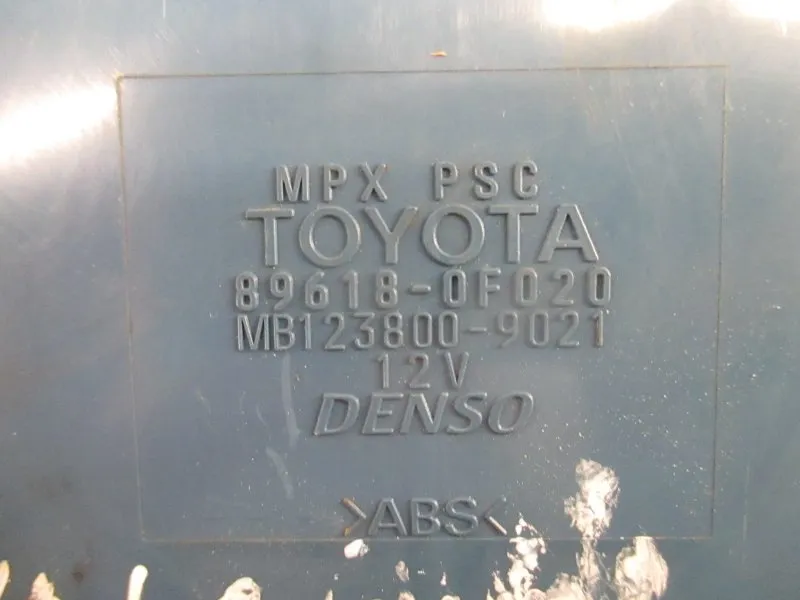 MPX PSC
TOYOTA
89618-0F020
MB123800-9021
12V
DENSO
>ABS<